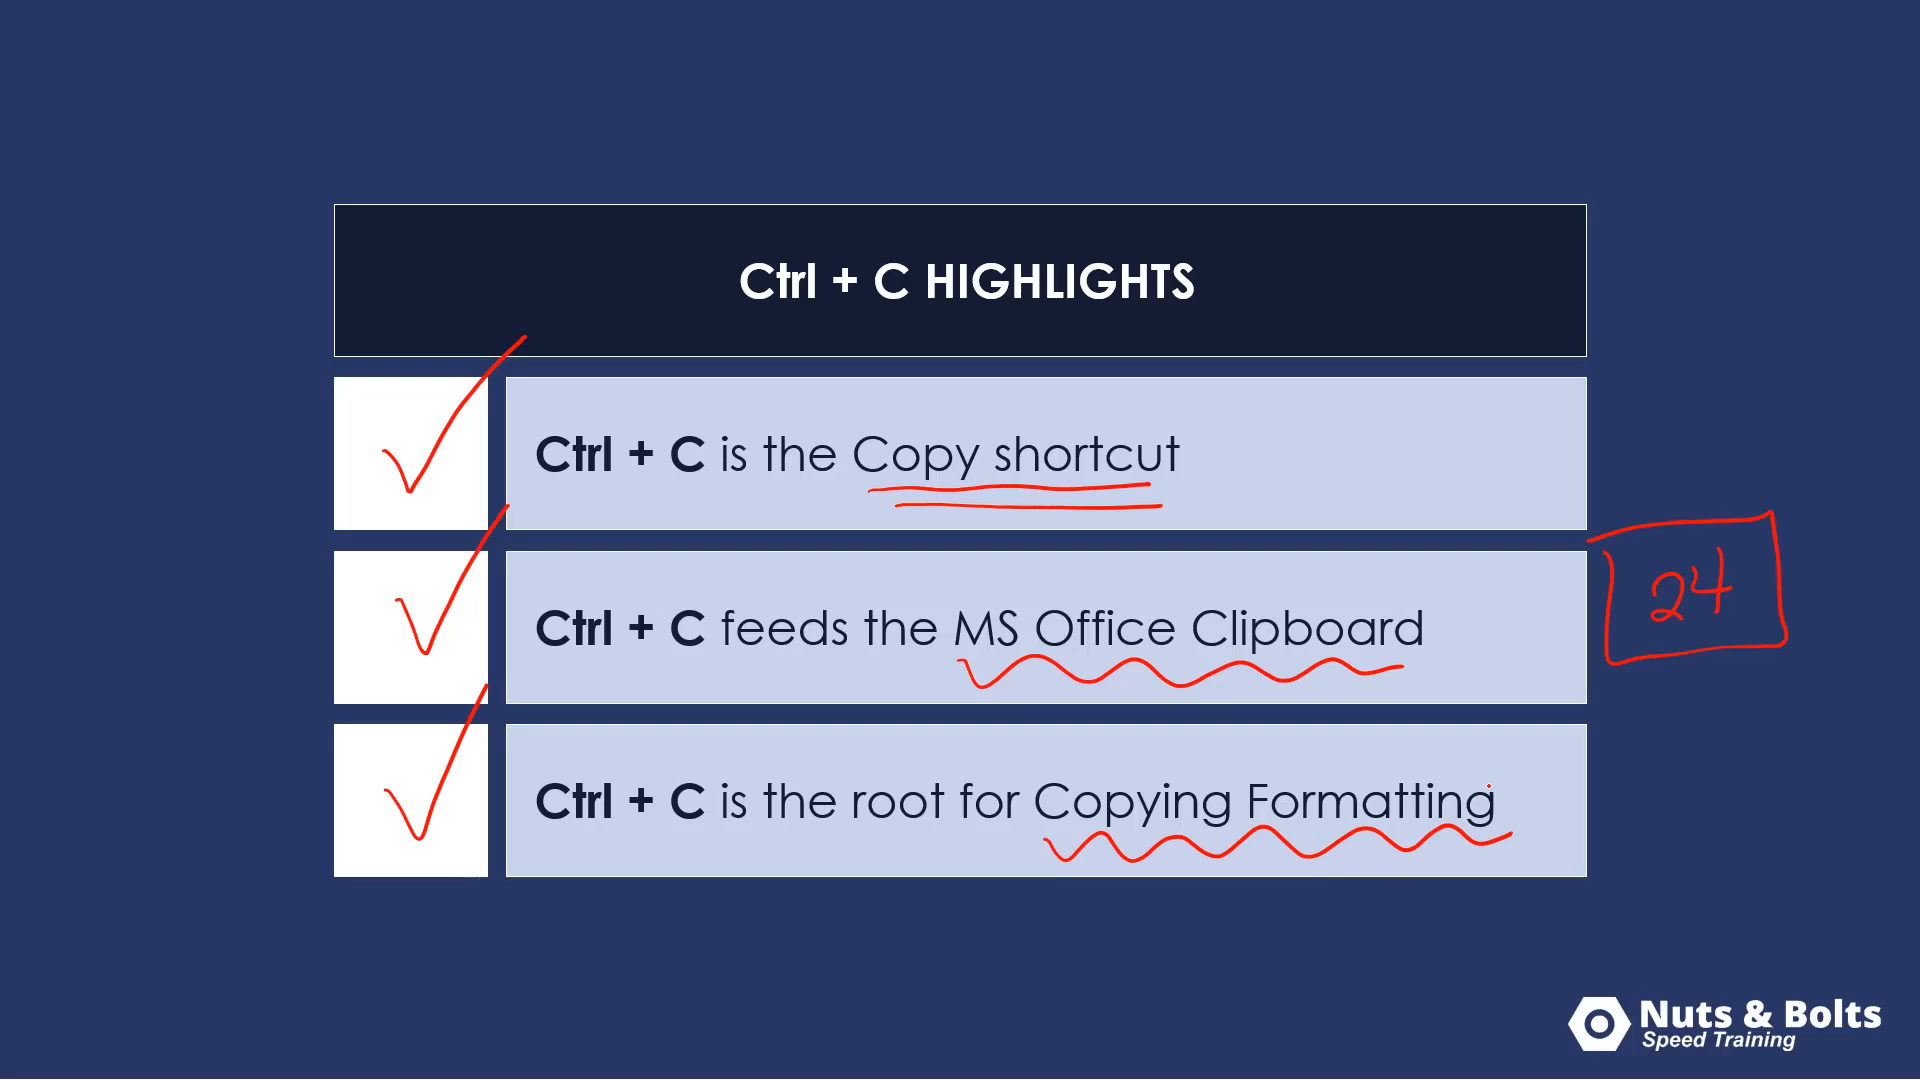 Ctrl + C HIGHLIGHTS
Ctrl + C is the Copy shortcut
Ctrl + C feeds the MS Office Clipboard
24
Ctrl + C is the root for Copying Formatting
Nuts & Bolts
Speed Training